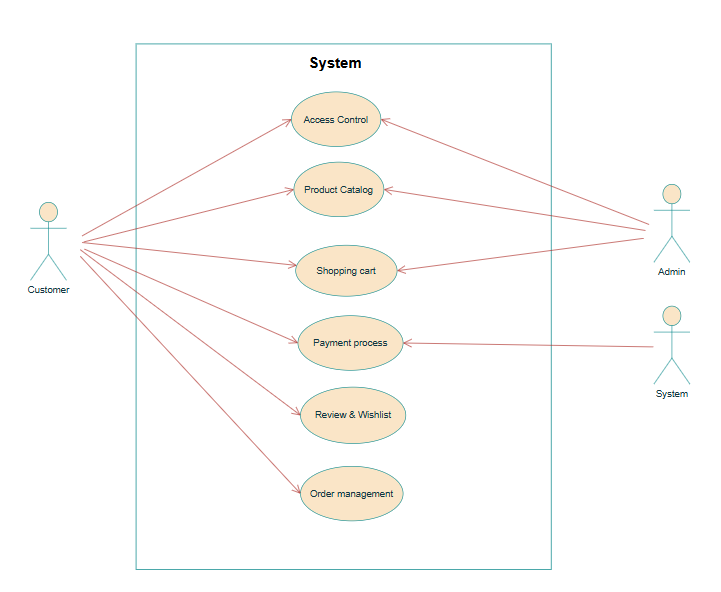 System
Access Control
Product Catalog
Shopping cart
Payment process
Review & Wishlist
Order management
Customer
Admin
System